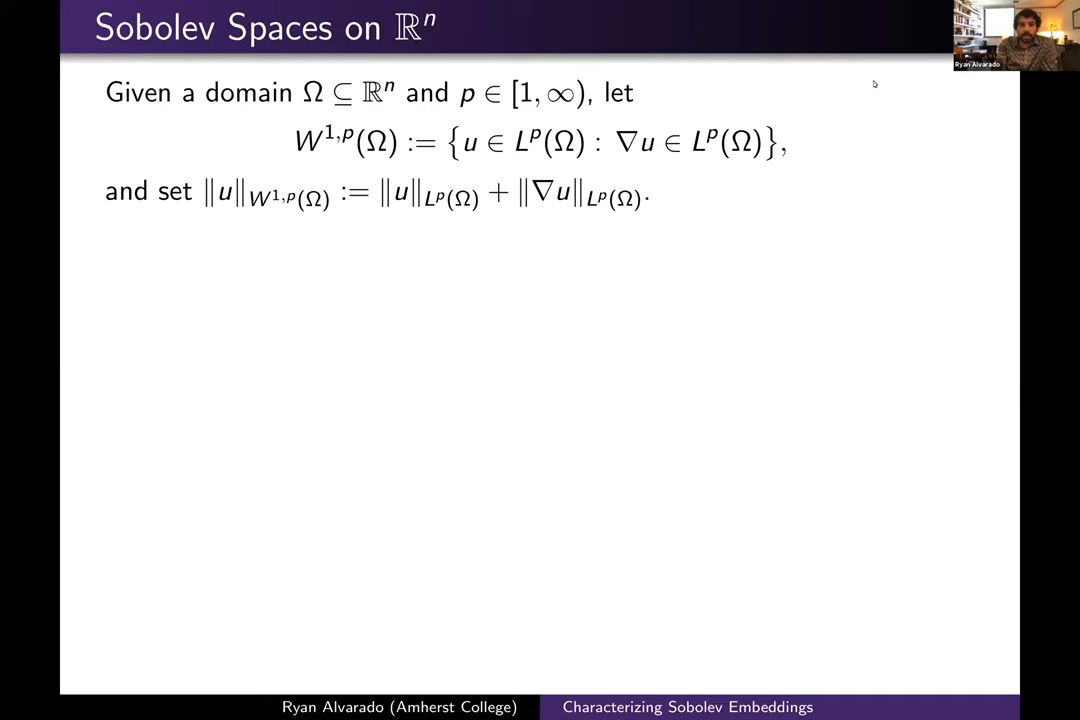 Sobolev Spaces on ℝⁿ
Ryan Alvarado
Given a domain Ω ⊆ ℝⁿ and p ∈ [1, ∞), let
W^{1,p}(Ω) := {u ∈ L^p(Ω) : ∇u ∈ L^p(Ω)},
and set ‖u‖_{W^{1,p}(Ω)} := ‖u‖_{L^p(Ω)} + ‖∇u‖_{L^p(Ω)}.
Ryan Alvarado (Amherst College) Characterizing Sobolev Embeddings